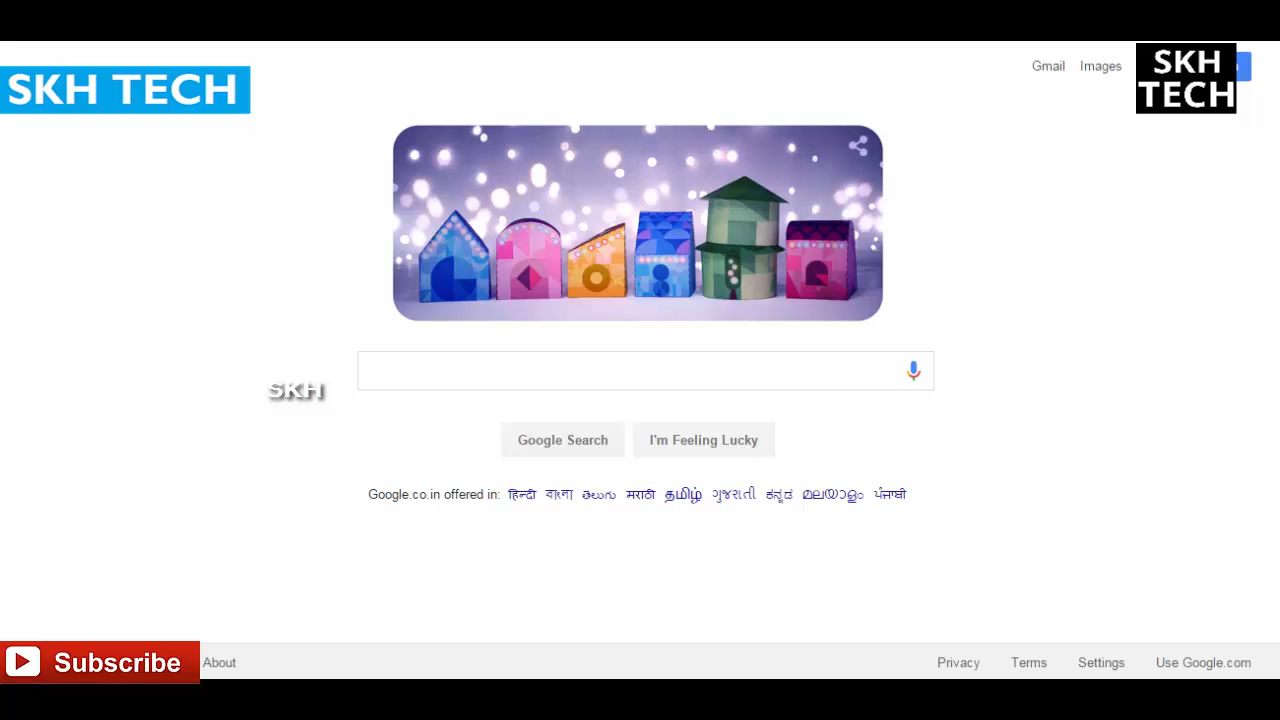 Gmail Images
SKH TECH
SKH
TECH
SKH
Google Search I'm Feeling Lucky
Google.co.in offered in: हिन्दी বাংলা తెలుగు मराठी தமிழ் ગુજરાતી ಕನ್ನಡ മലയാളം ਪੰਜਾਬੀ
Subscribe About Privacy Terms Settings Use Google.com